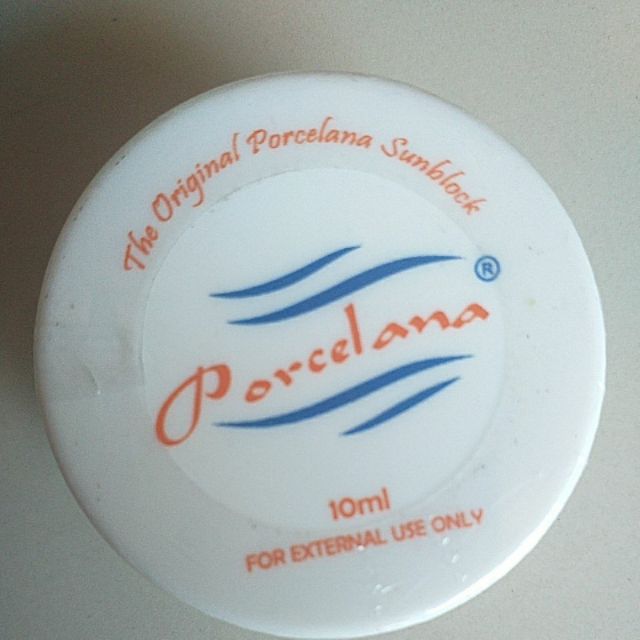 The Original Porcelana Sunblock
®
Porcelana
10ml
FOR EXTERNAL USE ONLY